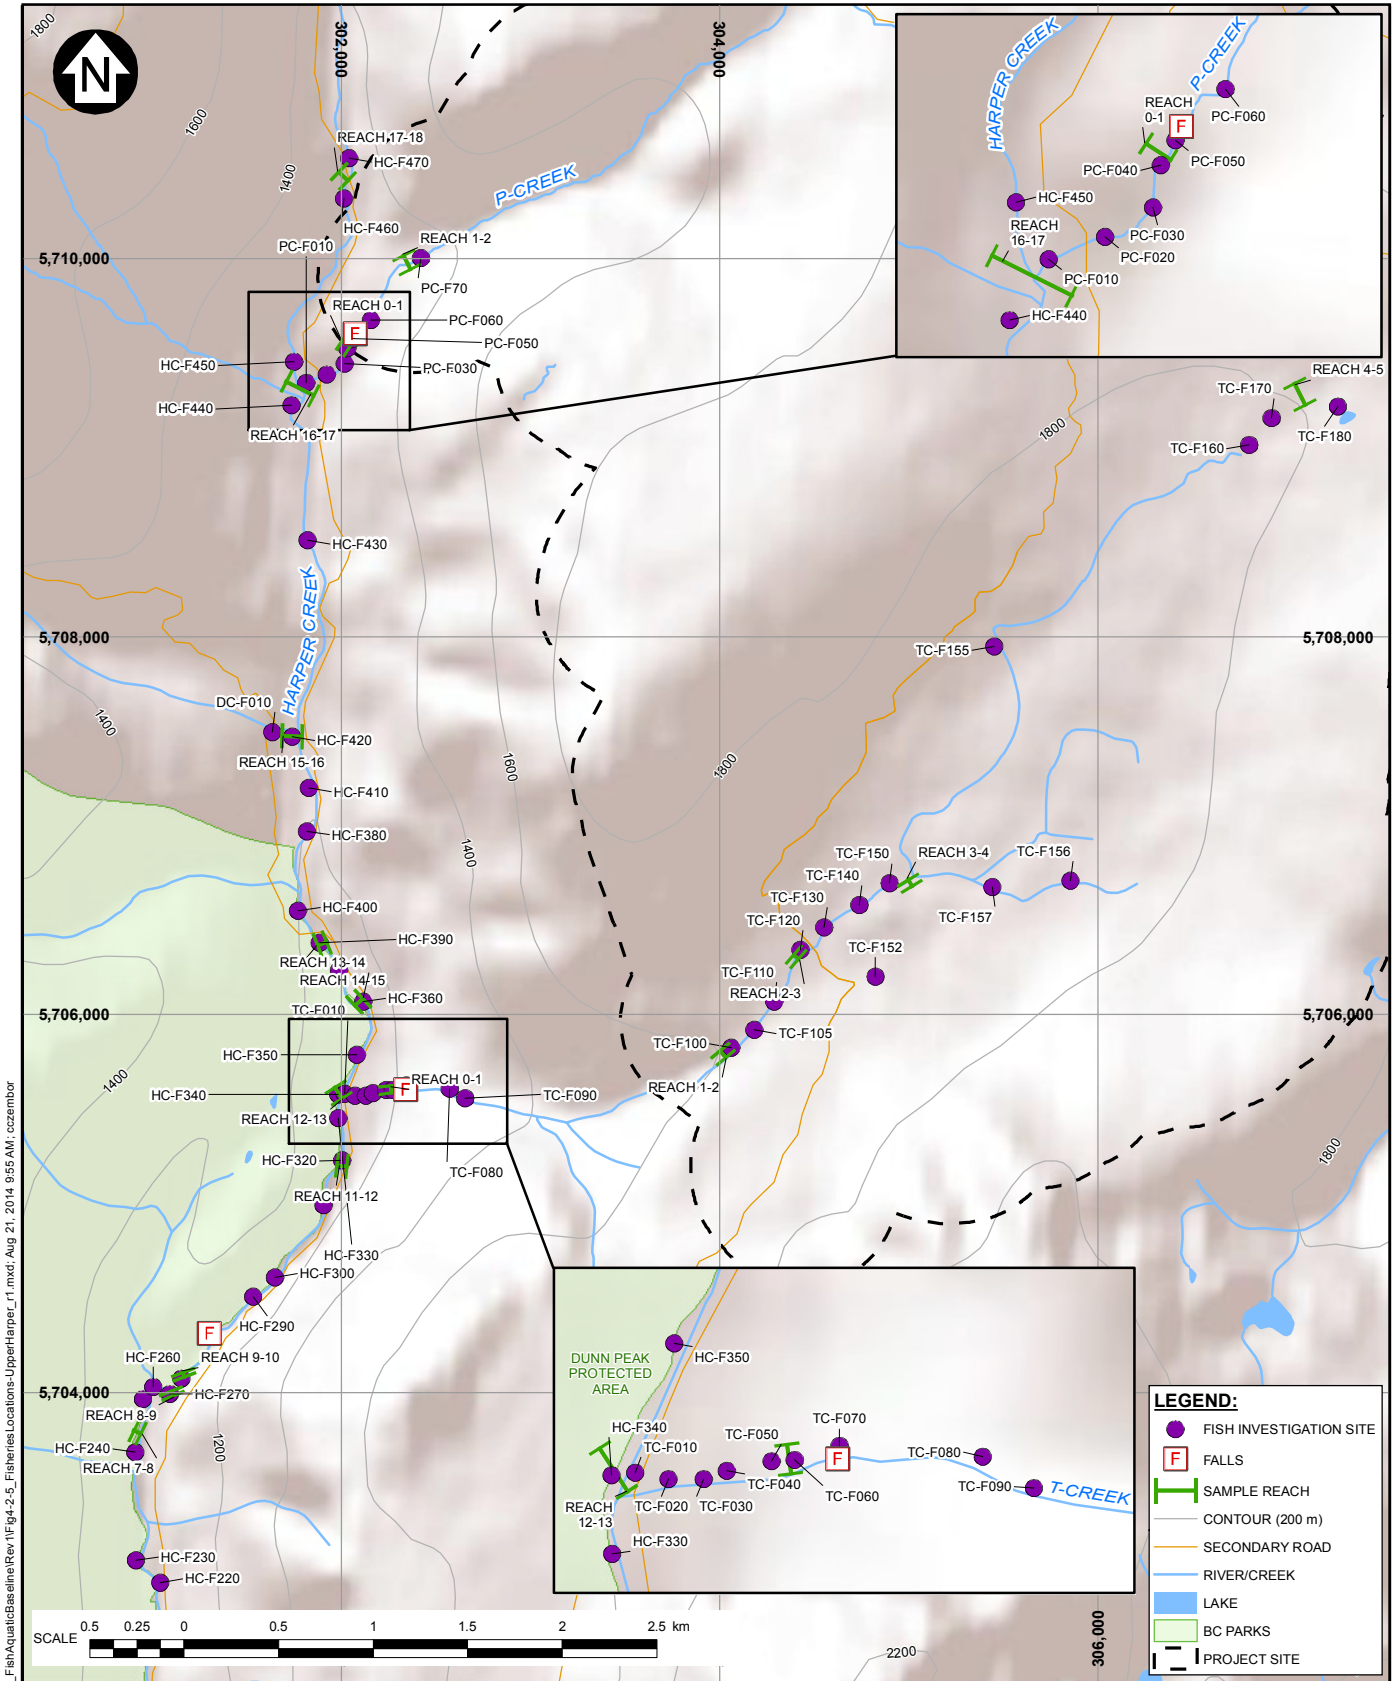 1800
302,000
304,000
N
1600
REACH 17-18
HC-F470
1400
HC-F460
P-CREEK
PC-F010
REACH 1-2
5,710,000
PC-F70
REACH 0-1
PC-F060
F
PC-F050
HC-F450
PC-F030
HC-F440
REACH 16-17
HARPER CREEK
P-CREEK
REACH
0-1
F
PC-F060
PC-F050
PC-F040
HC-F450
REACH
16-17
PC-F030
PC-F020
PC-F010
HC-F440
REACH 4-5
TC-F170
1800
TC-F180
TC-F160
HC-F430
HARPER CREEK
5,708,000
5,708,000
TC-F155
DC-F010
1400
HC-F420
REACH 15-16
1600
1800
HC-F410
HC-F380
1400
TC-F150
REACH 3-4
TC-F156
TC-F140
TC-F130
HC-F400
TC-F120
TC-F157
HC-F390
TC-F152
REACH 13-14
TC-F110
REACH 14-15
REACH 2-3
HC-F360
TC-F010
5,706,000
5,706,000
TC-F105
TC-F100
HC-F350
1400
REACH 0-1
REACH 1-2
HC-F340
F
TC-F090
REACH 12-13
HC-F320
TC-F080
1800
REACH 11-12
HC-F330
HC-F300
HC-F290
F
HC-F260
REACH 9-10
5,704,000
HC-F270
REACH 8-9
HC-F240
1200
REACH 7-8
HC-F230
HC-F220
HC-F350
DUNN PEAK
PROTECTED
AREA
HC-F340
TC-F010
TC-F050
TC-F070
TC-F080
F
TC-F040
TC-F060
TC-F090
T-CREEK
REACH
12-13
TC-F020
TC-F030
HC-F330
LEGEND:
FISH INVESTIGATION SITE
F
FALLS
SAMPLE REACH
CONTOUR (200 m)
SECONDARY ROAD
RIVER/CREEK
LAKE
BC PARKS
PROJECT SITE
SCALE
0.5 0.25 0 0.5 1 1.5 2 2.5 km
2200
306,000
_FishAquaticBaseline\Rev1\Fig4-2-5_FisheriesLocations-UpperHarper_r1.mxd; Aug 21, 2014 9:55 AM; cczembor